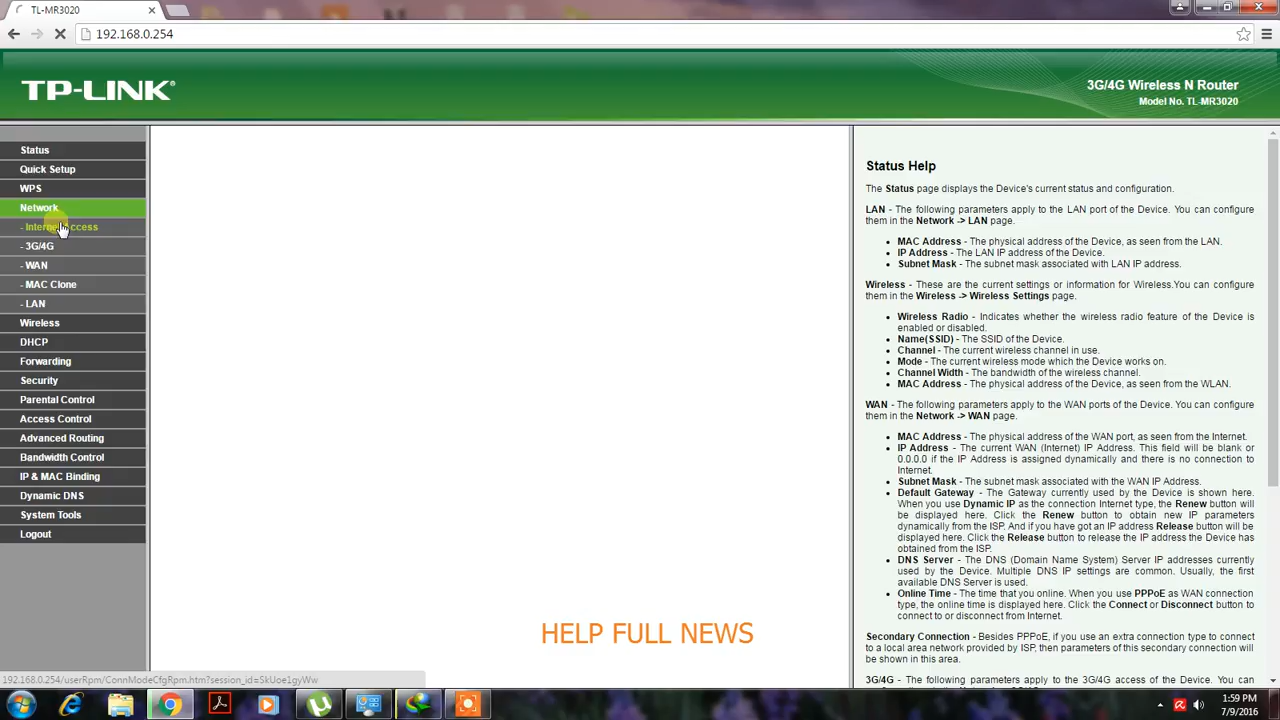 TL-MR3020
192.168.0.254
TP-LINK®
3G/4G Wireless N Router
Model No. TL-MR3020
Status
Quick Setup
WPS
Network
- Internet Access
- 3G/4G
- WAN
- MAC Clone
- LAN
Wireless
DHCP
Forwarding
Security
Parental Control
Access Control
Advanced Routing
Bandwidth Control
IP & MAC Binding
Dynamic DNS
System Tools
Logout
Status Help
The Status page displays the Device's current status and configuration.
LAN - The following parameters apply to the LAN port of the Device. You can configure
them in the Network -> LAN page.
MAC Address - The physical address of the Device, as seen from the LAN.
IP Address - The LAN IP address of the Device.
Subnet Mask - The subnet mask associated with LAN IP address.
Wireless - These are the current settings or information for Wireless.You can configure
them in the Wireless -> Wireless Settings page.
Wireless Radio - Indicates whether the wireless radio feature of the Device is
enabled or disabled.
Name(SSID) - The SSID of the Device.
Channel - The current wireless channel in use.
Mode - The current wireless mode which the Device works on.
Channel Width - The bandwidth of the wireless channel.
MAC Address - The physical address of the Device, as seen from the WLAN.
WAN - The following parameters apply to the WAN ports of the Device. You can configure
them in the Network -> WAN page.
MAC Address - The physical address of the WAN port, as seen from the Internet.
IP Address - The current WAN (Internet) IP Address. This field will be blank or
0.0.0.0 if the IP Address is assigned dynamically and there is no connection to
Internet.
Subnet Mask - The subnet mask associated with the WAN IP Address.
Default Gateway - The Gateway currently used by the Device is shown here.
When you use Dynamic IP as the connection Internet type, the Renew button will
be displayed here. Click the Renew button to obtain new IP parameters
dynamically from the ISP. And if you have got an IP address Release button will be
displayed here. Click the Release button to release the IP address the Device has
obtained from the ISP.
DNS Server - The DNS (Domain Name System) Server IP addresses currently
used by the Device. Multiple DNS IP settings are common. Usually, the first
available DNS Server is used.
Online Time - The time that you online. When you use PPPoE as WAN connection
type, the online time is displayed here. Click the Connect or Disconnect button to
connect to or disconnect from Internet.
Secondary Connection - Besides PPPoE, if you use an extra connection type to connect
to a local area network provided by ISP, then parameters of this secondary connection will
be shown in this area.
3G/4G - The following parameters apply to the 3G/4G access of the Device. You can
HELP FULL NEWS
192.168.0.254/userRpm/ConnModeCfgRpm.htm?session_id=SkUoe1gyWw
1:59 PM
7/9/2016